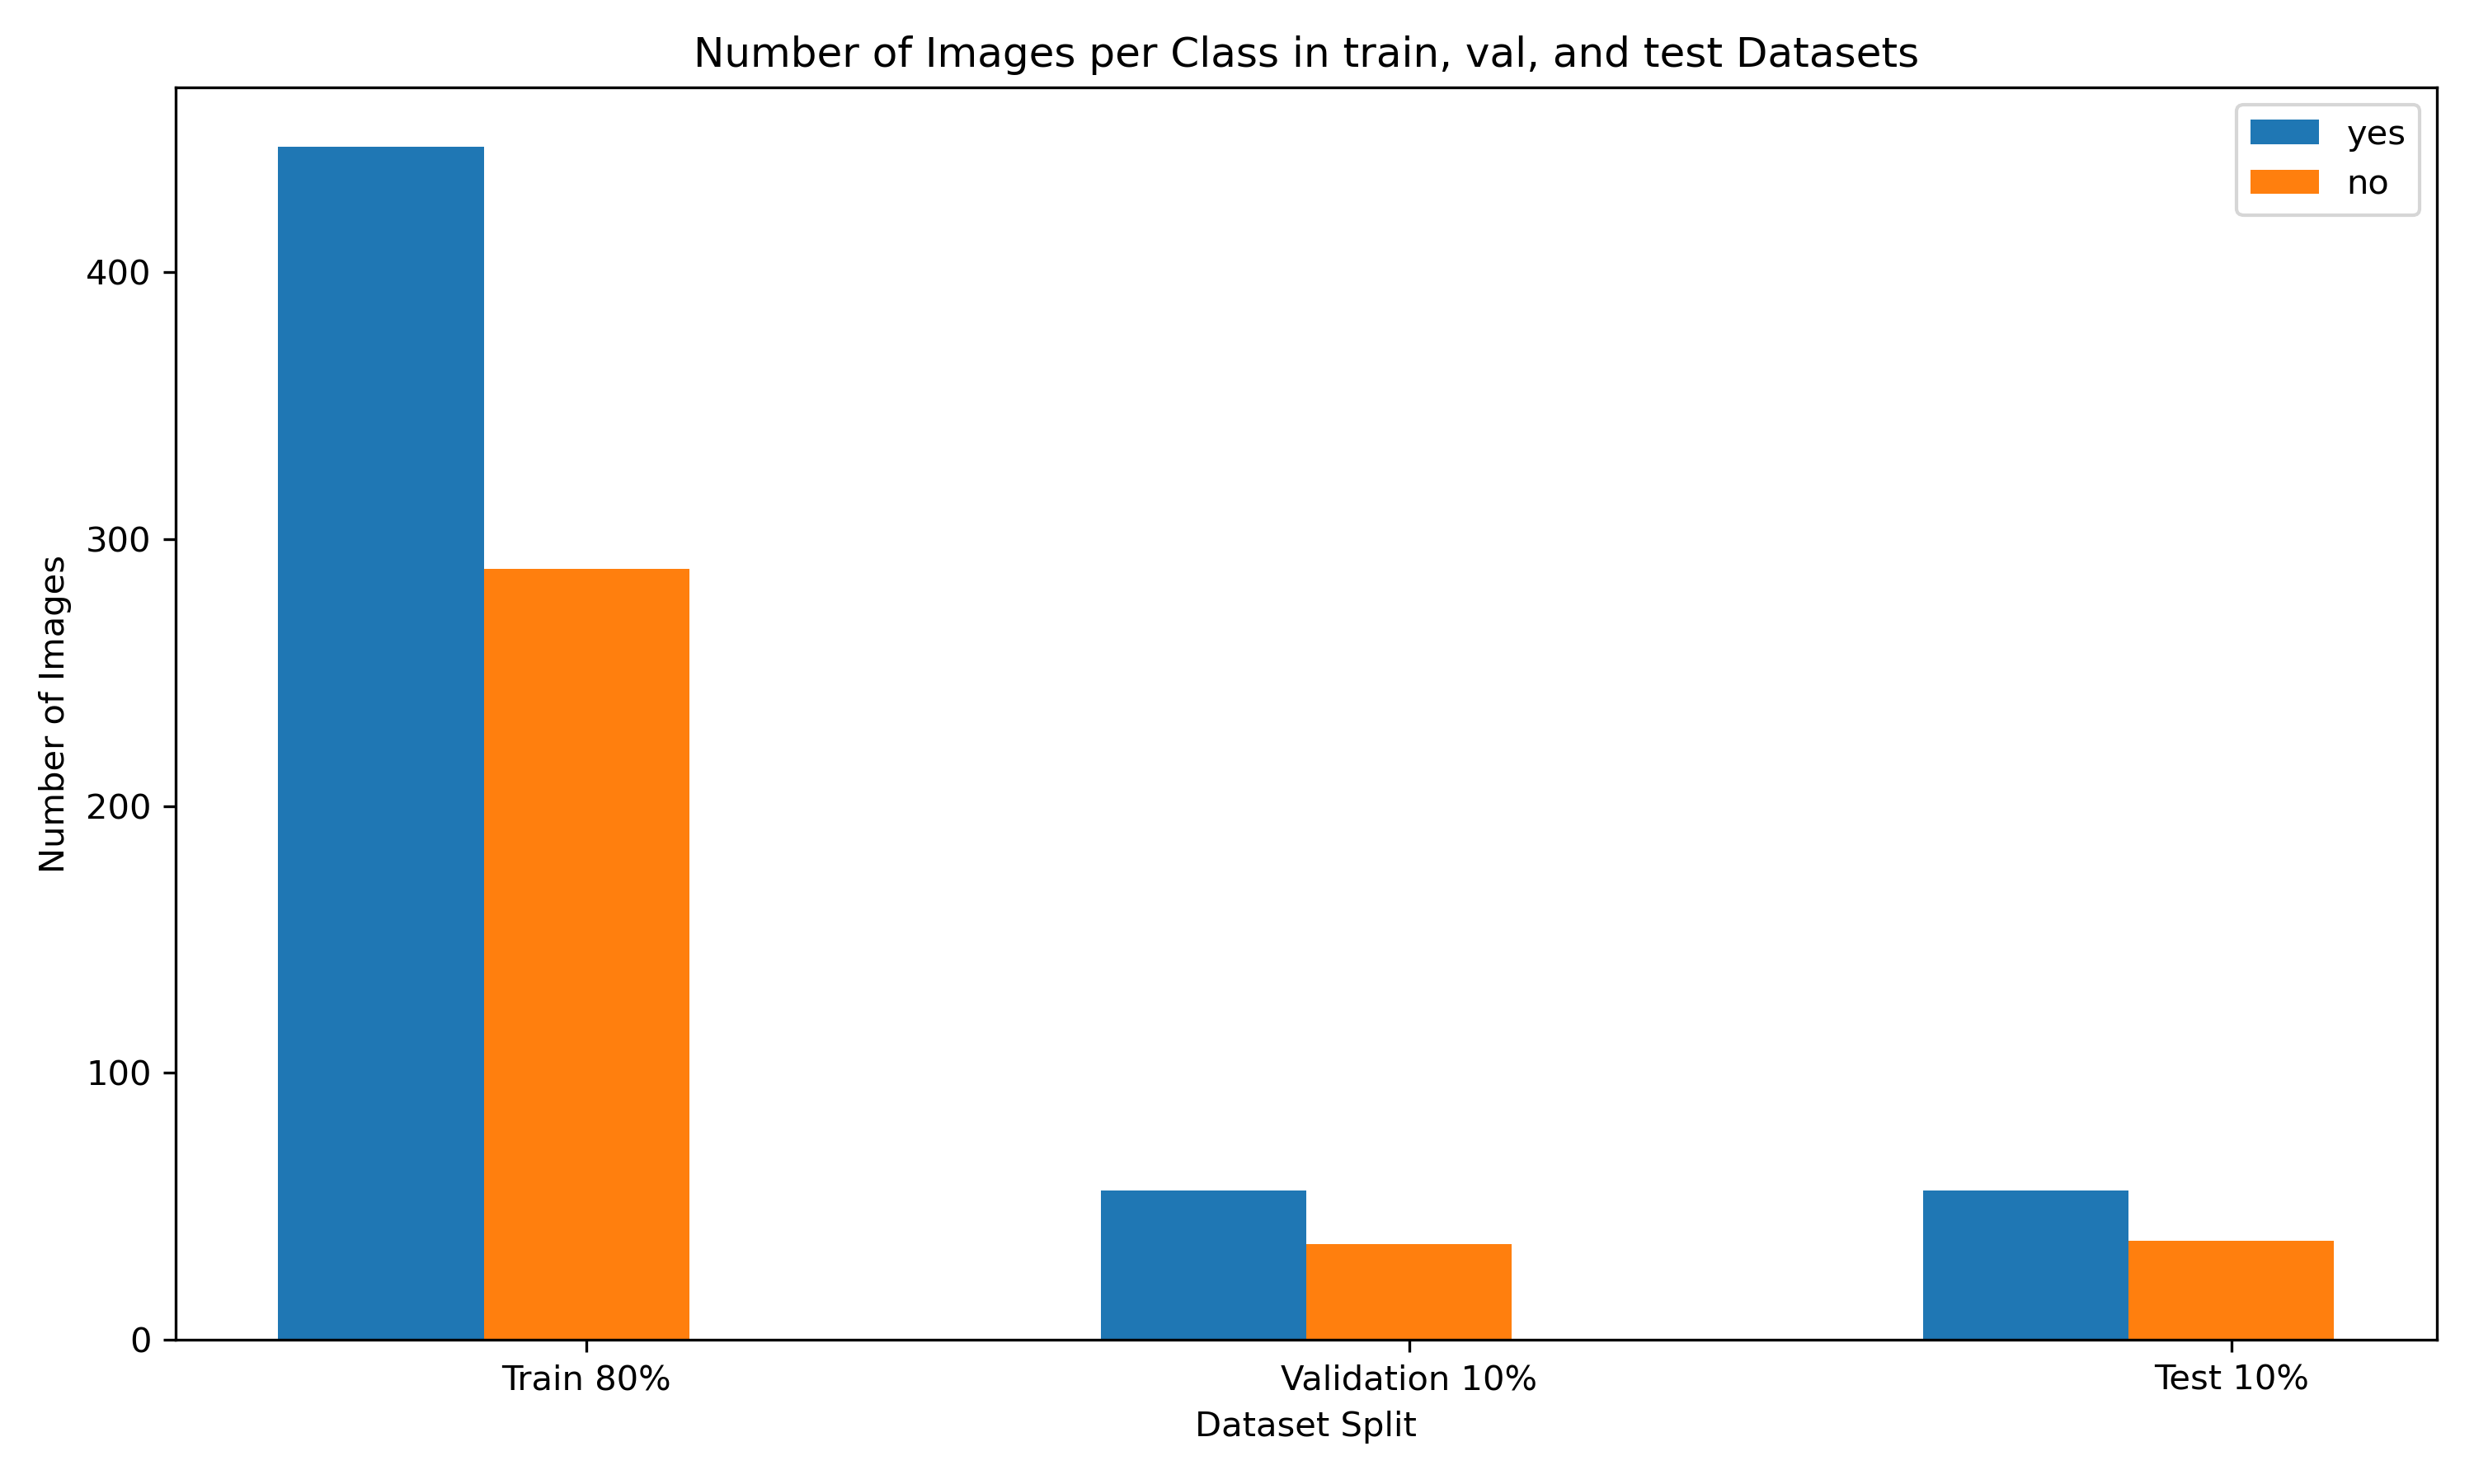 Number of Images per Class in train, val, and test Datasets
yes
no
Number of Images
400
300
200
100
0
Train 80%
Validation 10%
Test 10%
Dataset Split